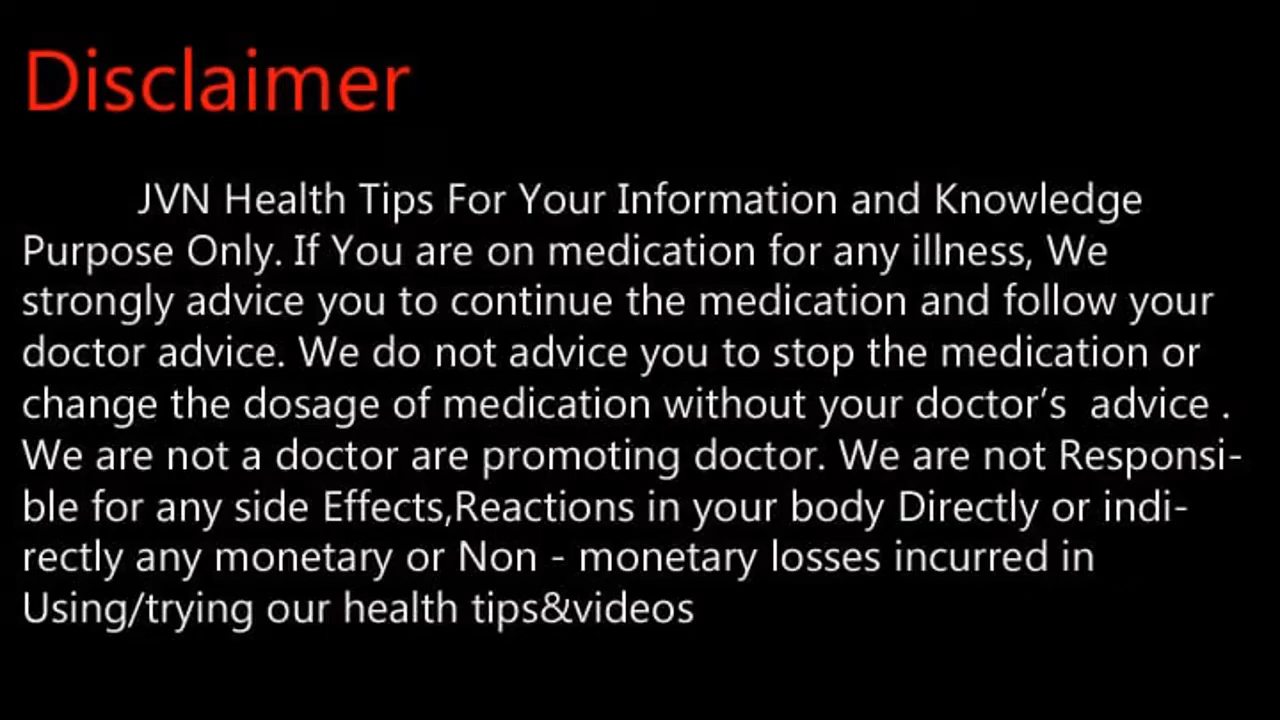 Disclaimer
JVN Health Tips For Your Information and Knowledge
Purpose Only. If You are on medication for any illness, We
strongly advice you to continue the medication and follow your
doctor advice. We do not advice you to stop the medication or
change the dosage of medication without your doctor’s  advice .
We are not a doctor are promoting doctor. We are not Responsi-
ble for any side Effects,Reactions in your body Directly or indi-
rectly any monetary or Non - monetary losses incurred in
Using/trying our health tips&videos